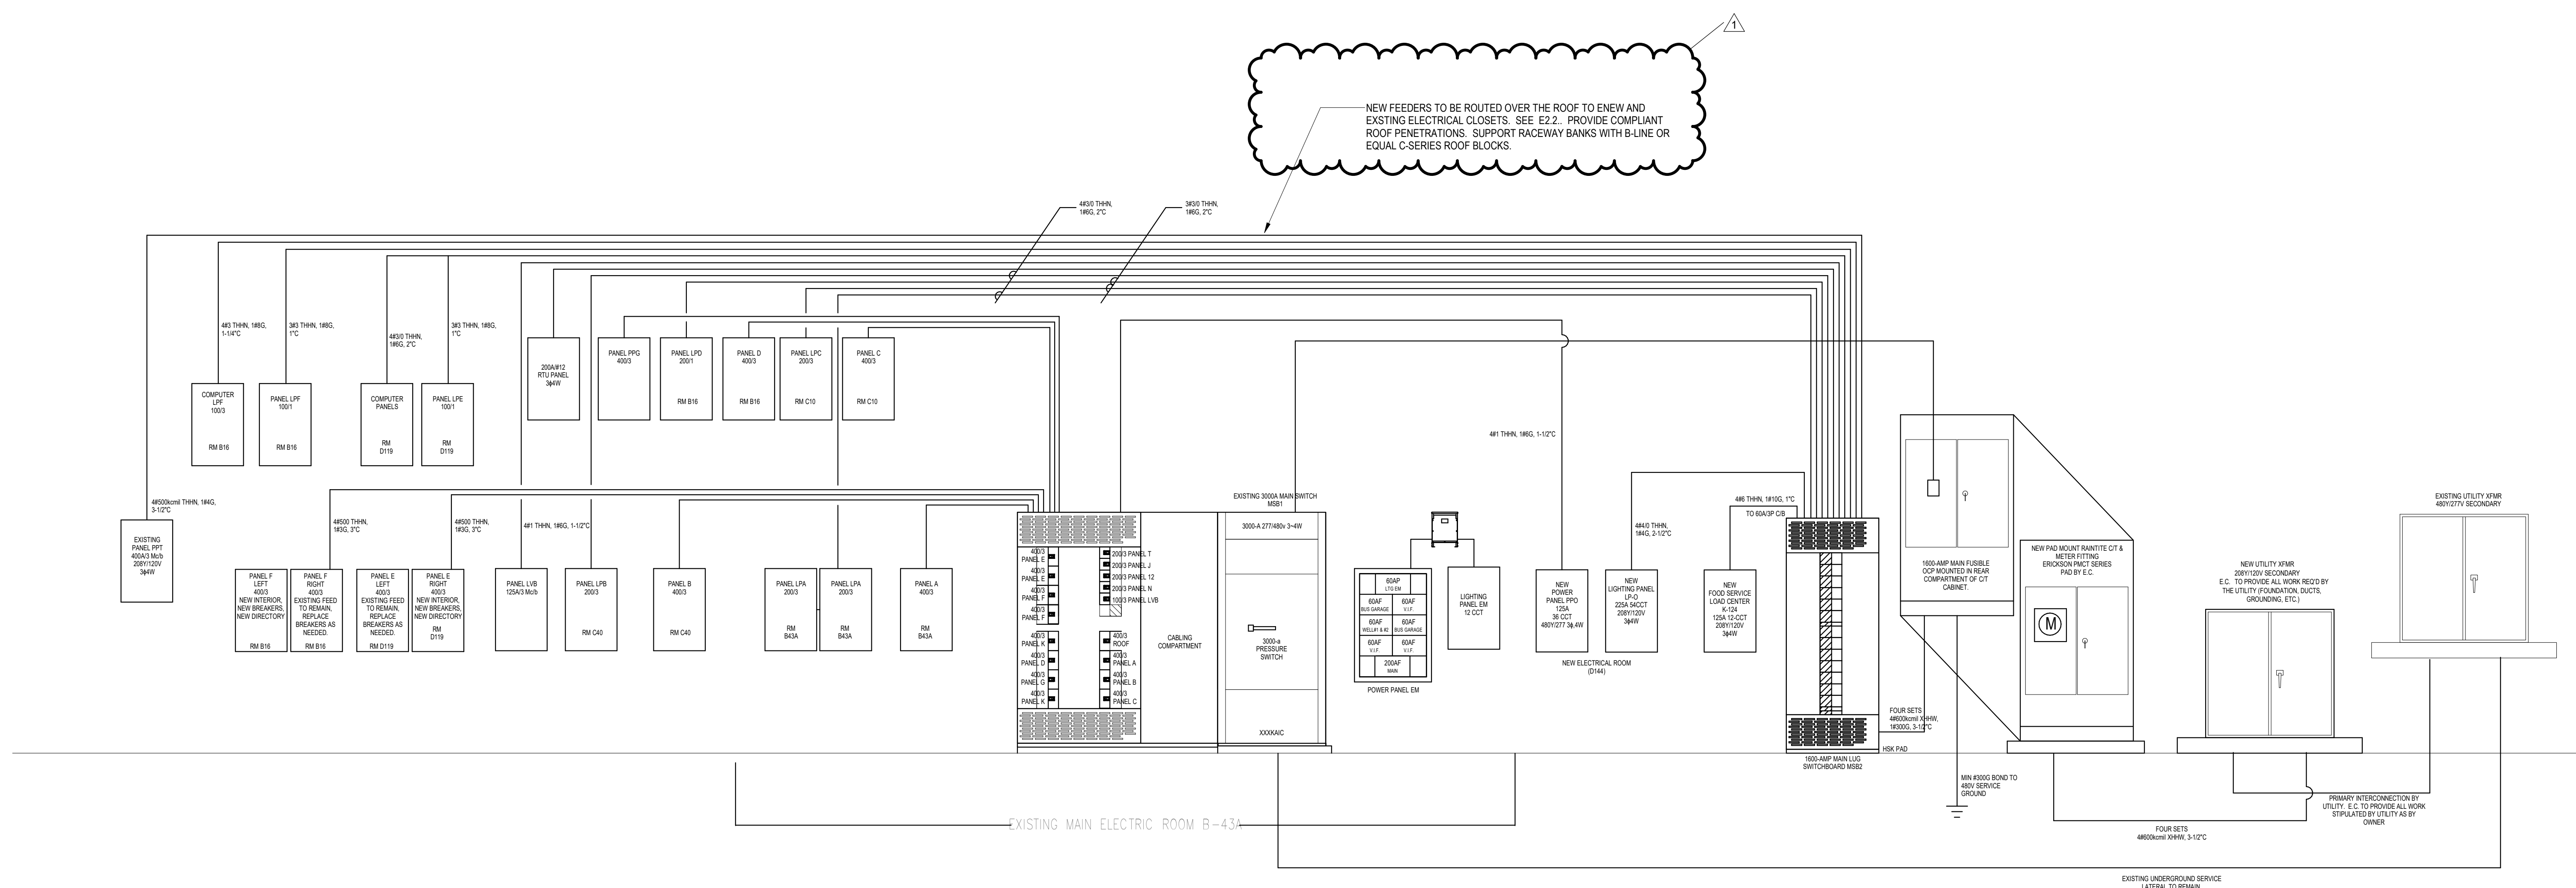 1
NEW FEEDERS TO BE ROUTED OVER THE ROOF TO ENEW AND
EXSTING ELECTRICAL CLOSETS. SEE E2.2.. PROVIDE COMPLIANT
ROOF PENETRATIONS. SUPPORT RACEWAY BANKS WITH B-LINE OR
EQUAL C-SERIES ROOF BLOCKS.
4#3/0 THHN,
1#6G, 2"C
3#3/0 THHN,
1#6G, 2"C
4#3 THHN, 1#8G,
1-1/4"C
3#3 THHN, 1#8G,
1"C
4#3/0 THHN,
1#6G, 2"C
3#3 THHN, 1#8G,
1"C
COMPUTER
LPF
100/3
RM B16
PANEL LPF
100/1
RM B16
COMPUTER
PANELS
RM
D119
PANEL LPE
100/1
RM
D119
200A/#12
RTU PANEL
3ϕ4W
PANEL PPG
400/3
PANEL LPD
200/1
RM B16
PANEL D
400/3
RM B16
PANEL LPC
200/3
RM C10
PANEL C
400/3
RM C10
4#500kcmil THHN, 1#4G,
3-1/2"C
EXISTING
PANEL PPT
400A/3 Mc/b
208Y/120V
3ϕ4W
4#500 THHN,
1#3G, 3"C
4#500 THHN,
1#3G, 3"C
4#1 THHN, 1#6G, 1-1/2"C
PANEL F
LEFT
400/3
NEW INTERIOR,
NEW BREAKERS,
NEW DIRECTORY
RM B16
PANEL F
RIGHT
400/3
EXISTING FEED
TO REMAIN,
REPLACE
BREAKERS AS
NEEDED.
RM B16
PANEL E
LEFT
400/3
EXISTING FEED
TO REMAIN,
REPLACE
BREAKERS AS
NEEDED.
RM D119
PANEL E
RIGHT
400/3
NEW INTERIOR,
NEW BREAKERS,
NEW DIRECTORY
RM
D119
PANEL LVB
125A/3 Mc/b
PANEL LPB
200/3
RM C40
PANEL B
400/3
RM C40
PANEL LPA
200/3
RM
B43A
PANEL LPA
200/3
RM
B43A
PANEL A
400/3
RM
B43A
400/3
PANEL E
400/3
PANEL E
400/3
PANEL F
400/3
PANEL F
400/3
PANEL K
400/3
PANEL D
400/3
PANEL G
400/3
PANEL K
200/3 PANEL T
200/3 PANEL J
200/3 PANEL 12
200/3 PANEL N
100/3 PANEL LVB
400/3
ROOF
400/3
PANEL A
400/3
PANEL B
400/3
PANEL C
CABLING
COMPARTMENT
EXISTING 3000A MAIN SWITCH
MSB1
3000-A 277/480v 3~4W
3000-a
PRESSURE
SWITCH
XXXKAIC
60AP
LTG EM
60AF
BUS GARAGE
60AF
V.I.F.
60AF
WELL#1 & #2
60AF
BUS GARAGE
60AF
V.I.F.
60AF
V.I.F.
200AF
MAIN
POWER PANEL EM
LIGHTING
PANEL EM
12 CCT
4#1 THHN, 1#6G, 1-1/2"C
NEW
POWER
PANEL PPO
125A
36 CCT
480Y/277 3ϕ,4W
NEW ELECTRICAL ROOM
(D144)
4#4/0 THHN,
1#4G, 2-1/2"C
NEW
LIGHTING PANEL
LP-O
225A 54CCT
208Y/120V
3ϕ4W
4#6 THHN, 1#10G, 1"C
TO 60A/3P C/B
NEW
FOOD SERVICE
LOAD CENTER
K-124
125A 12-CCT
208Y/120V
3ϕ4W
1600-AMP MAIN LUG
SWITCHBOARD MSB2
HSK PAD
FOUR SETS
4#600kcmil XHHW,
1#300G, 3-1/2"C
1600-AMP MAIN FUSIBLE
OCP MOUNTED IN REAR
COMPARTMENT OF C/T
CABINET.
MIN #300G BOND TO
480V SERVICE
GROUND
NEW PAD MOUNT RAINTITE C/T &
METER FITTING
ERICKSON PMCT SERIES
PAD BY E.C.
M
NEW UTILITY XFMR
208Y/120V SECONDARY
E.C. TO PROVIDE ALL WORK REQ'D BY
THE UTILITY (FOUNDATION, DUCTS,
GROUNDING, ETC.)
EXISTING UTILITY XFMR
480Y/277V SECONDARY
PRIMARY INTERCONNECTION BY
UTILITY. E.C. TO PROVIDE ALL WORK
STIPULATED BY UTILITY AS BY
OWNER
FOUR SETS
4#600kcmil XHHW, 3-1/2"C
EXISTING MAIN ELECTRIC ROOM B-43A
EXISTING UNDERGROUND SERVICE
LATERAL TO REMAIN